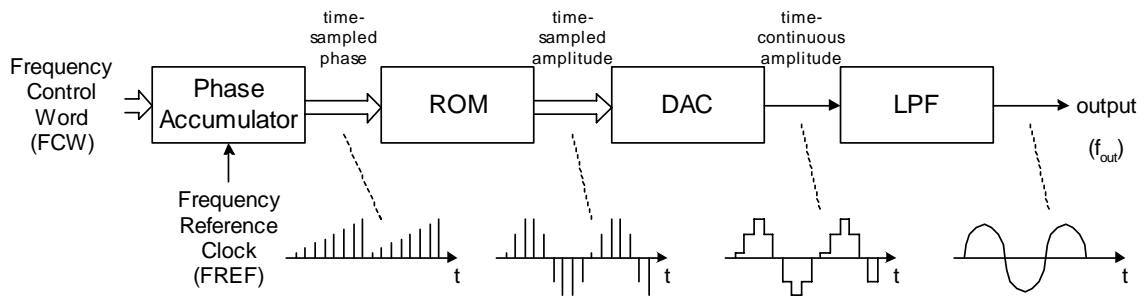 time-
sampled
phase
time-
sampled
amplitude
time-
continuous
amplitude
Frequency
Control
Word
(FCW)
Phase
Accumulator
ROM
DAC
LPF
output
(fout)
Frequency
Reference
Clock
(FREF)
t
t
t
t